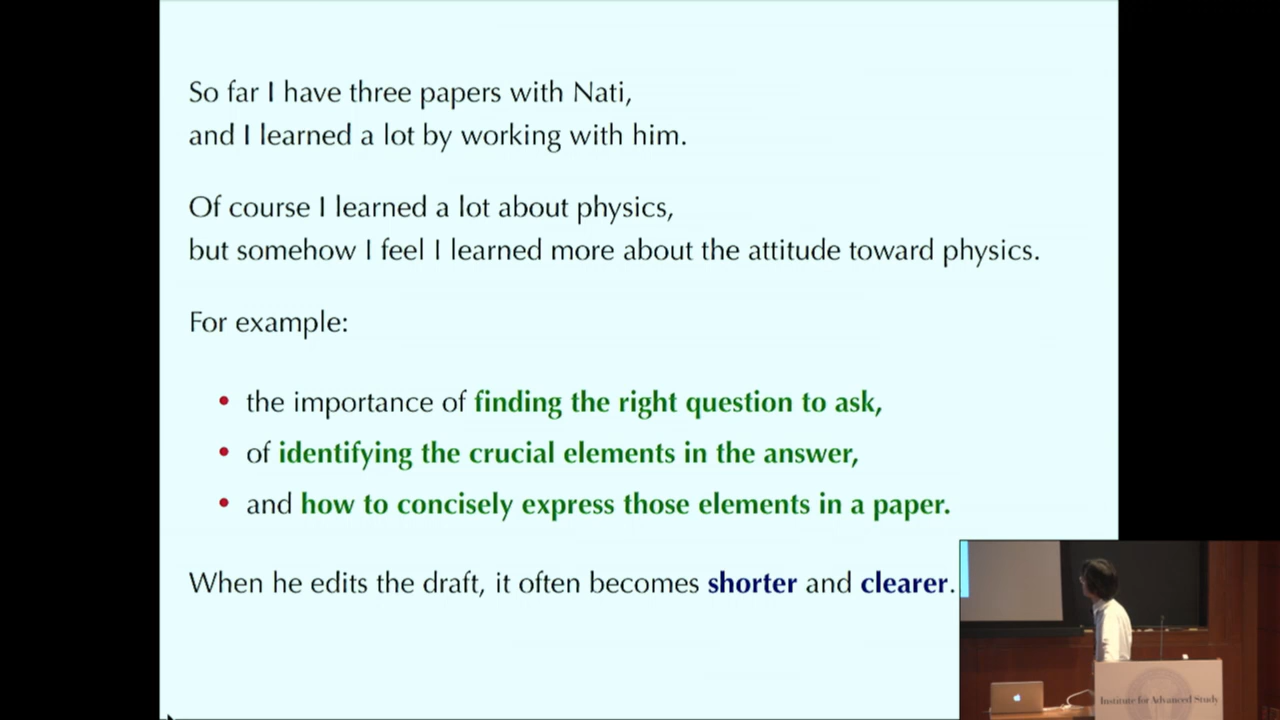 So far I have three papers with Nati,
and I learned a lot by working with him.
Of course I learned a lot about physics,
but somehow I feel I learned more about the attitude toward physics.
For example:
• the importance of finding the right question to ask,
• of identifying the crucial elements in the answer,
• and how to concisely express those elements in a paper.
When he edits the draft, it often becomes shorter and clearer.
Institute for Advanced Study